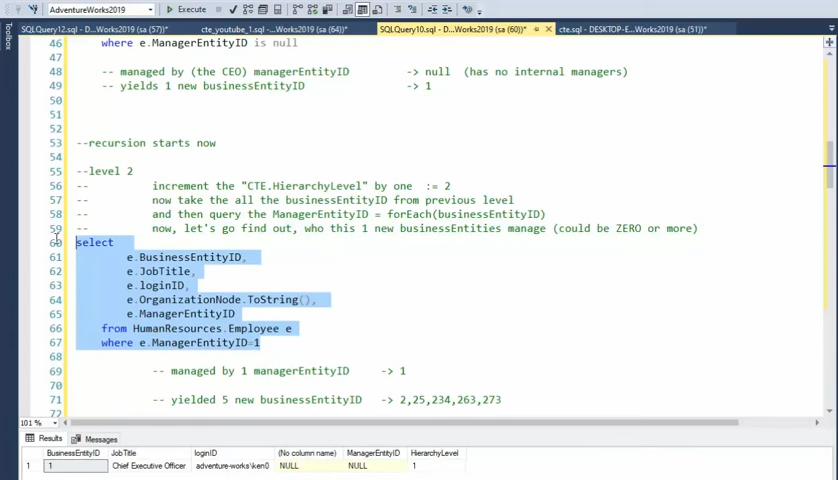 AdventureWorks2019
Execute
SQLQuery12.sql - D...Works2019 (sa (57))*
cte_youtube_1.sql -...Works2019 (sa (64))*
SQLQuery10.sql - D...Works2019 (sa (60))*
cte.sql - DESKTOP-E...Works2019 (sa (51))*
Toolbox
46 where e.ManagerEntityID is null
47
48 -- managed by (the CEO) managerEntityID -> null (has no internal managers)
49 -- yields 1 new businessEntityID -> 1
50
51
52
53 --recursion starts now
54
55 --level 2
56 -- increment the "CTE.HierarchyLevel" by one := 2
57 -- now take the all the businessEntityID from previous level
58 -- and then query the ManagerEntityID = forEach(businessEntityID)
59 -- now, let's go find out, who this 1 new businessEntities manage (could be ZERO or more)
60 select
61 e.BusinessEntityID,
62 e.JobTitle,
63 e.loginID,
64 e.OrganizationNode.ToString(),
65 e.ManagerEntityID
66 from HumanResources.Employee e
67 where e.ManagerEntityID=1
68
69 -- managed by 1 managerEntityID -> 1
70
71 -- yielded 5 new businessEntityID -> 2,25,234,263,273
72
101 %
Results Messages
BusinessEntityID JobTitle loginID (No column name) ManagerEntityID HierarchyLevel
1 1 Chief Executive Officer adventure-works\ken0 NULL NULL 1